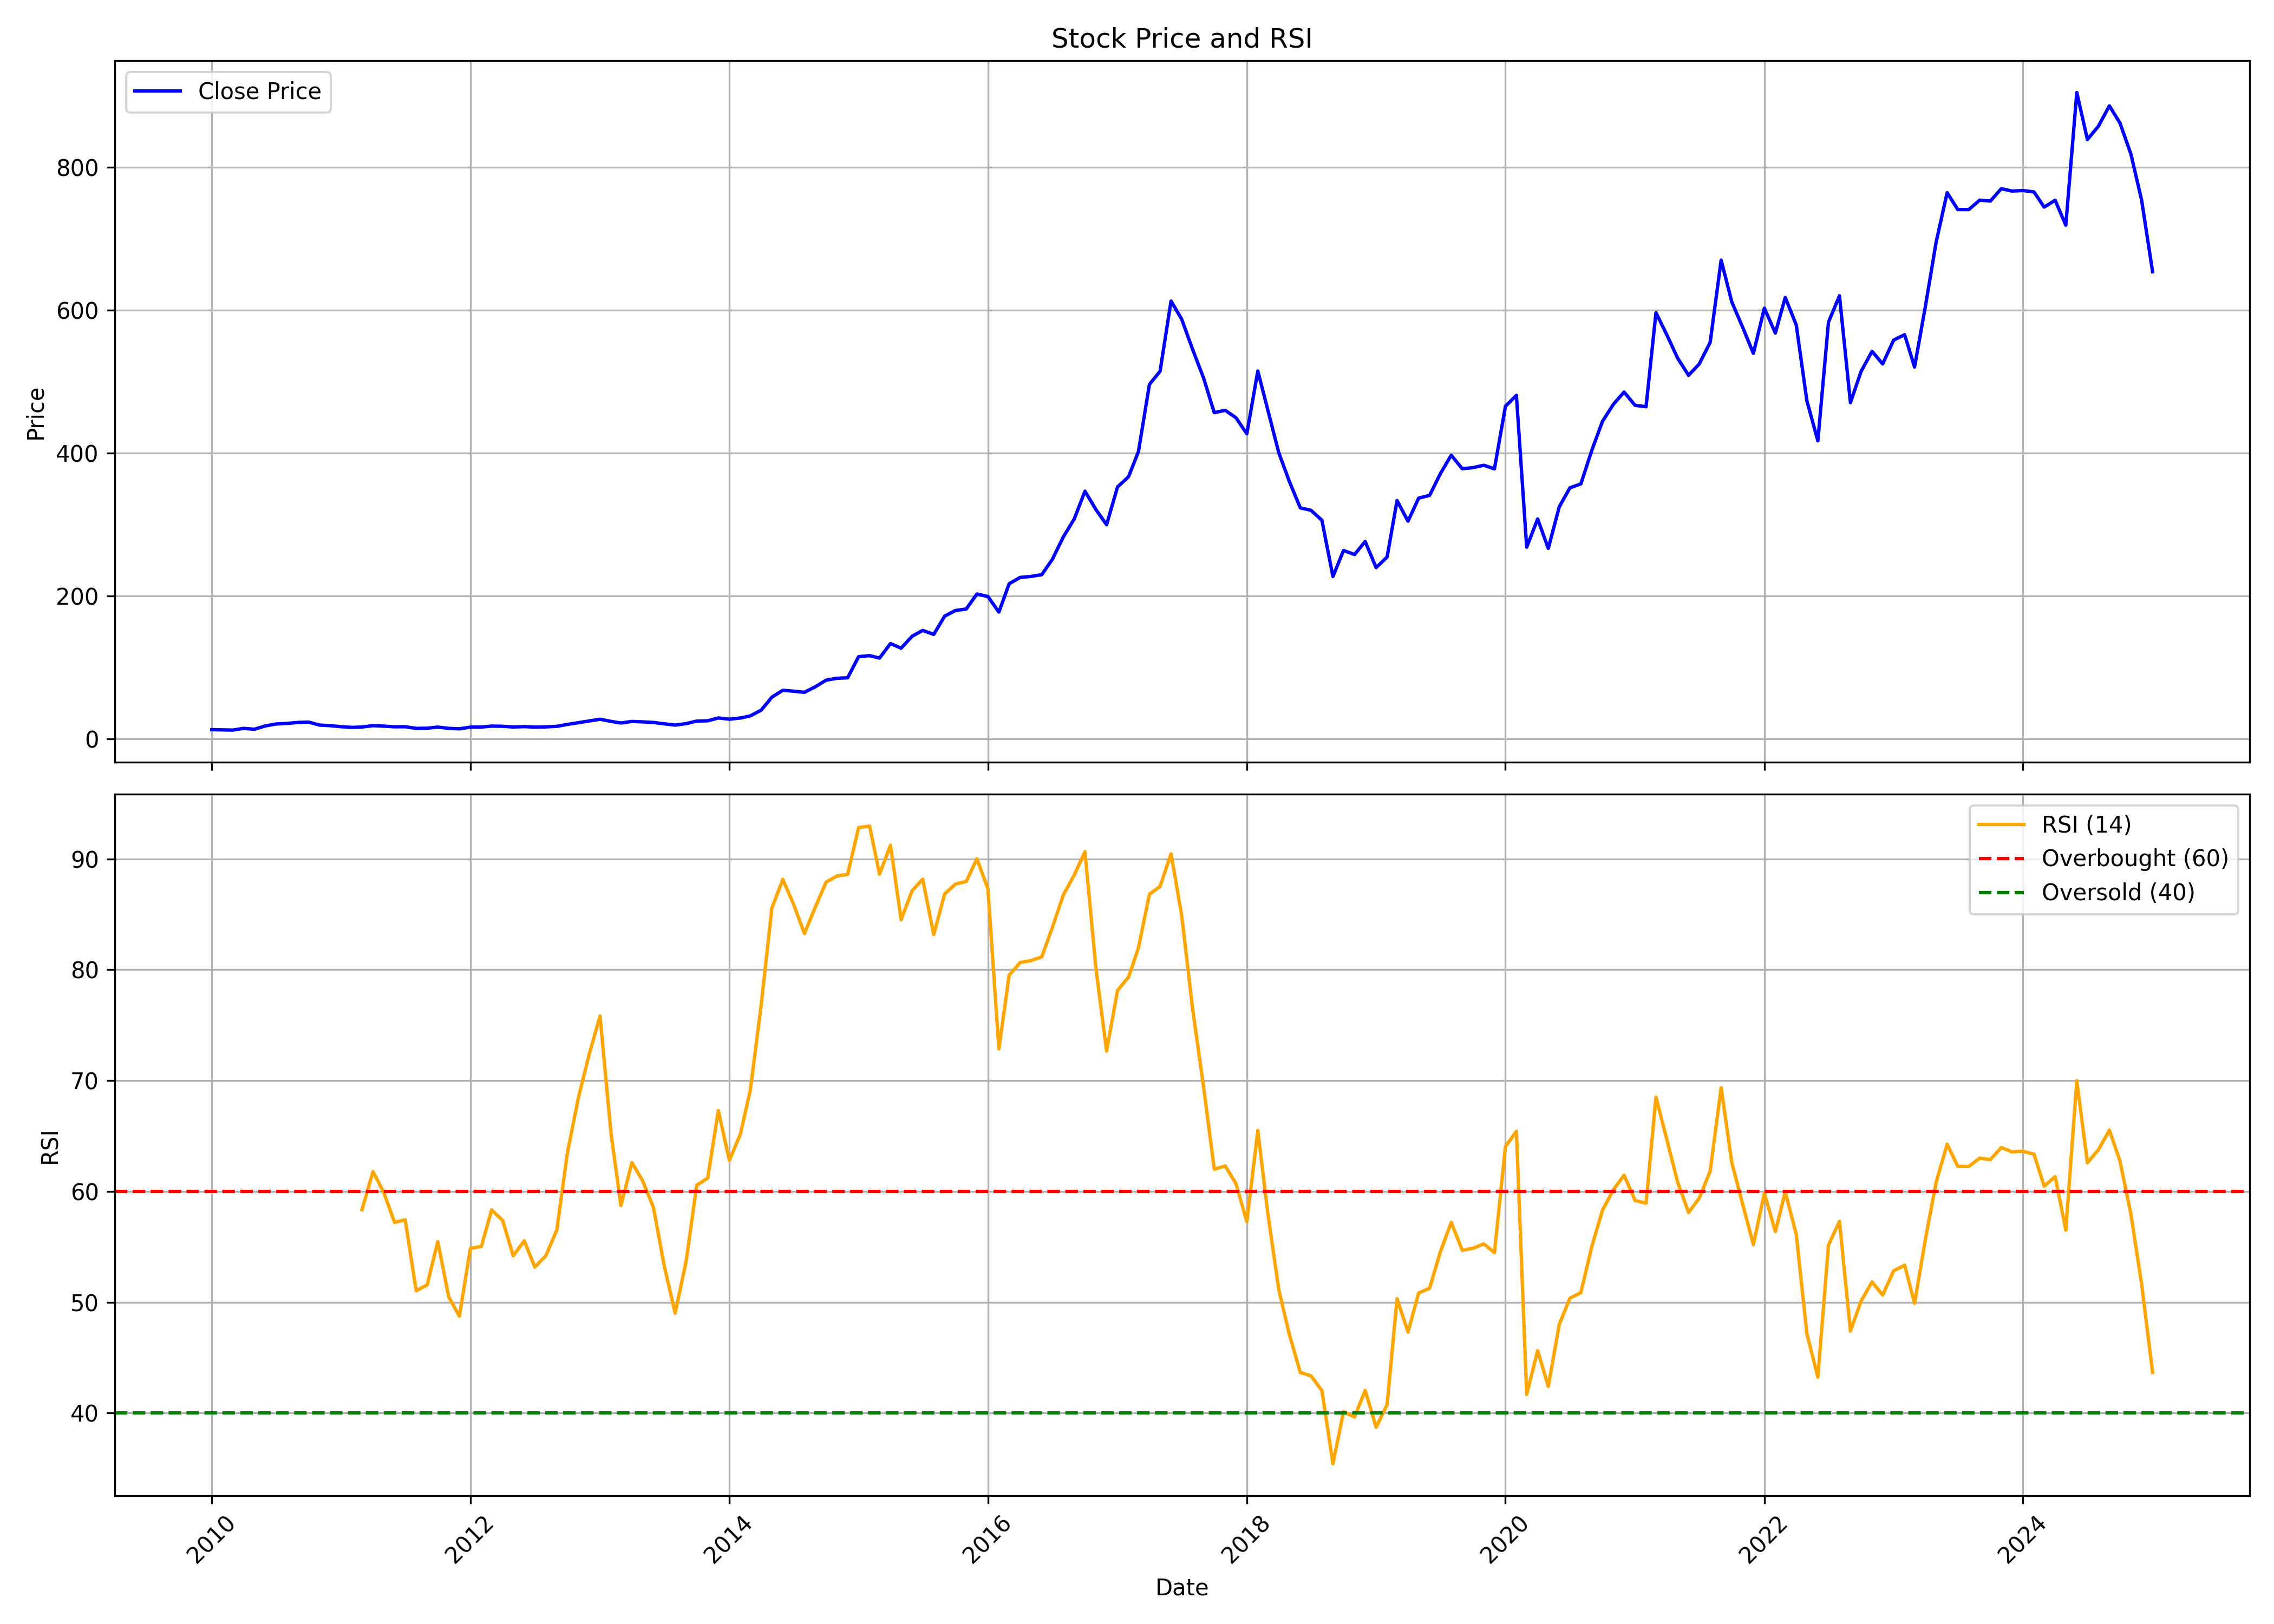 Stock Price and RSI
Close Price
Price
800
600
400
200
0
RSI (14)
Overbought (60)
Oversold (40)
RSI
90
80
70
60
50
40
2010
2012
2014
2016
2018
2020
2022
2024
Date